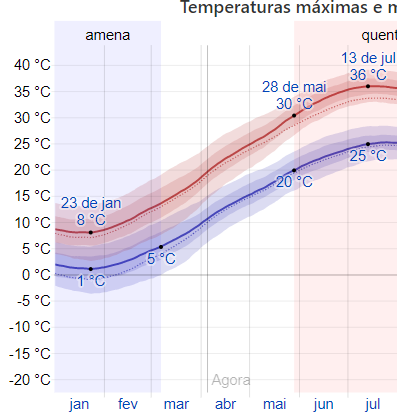 Temperaturas máximas e m
amena
quent
40 °C
35 °C
30 °C
25 °C
20 °C
15 °C
10 °C
5 °C
0 °C
-5 °C
-10 °C
-15 °C
-20 °C
23 de jan
8 °C
28 de mai
30 °C
13 de jul
36 °C
1 °C
5 °C
20 °C
25 °C
Agora
jan fev mar abr mai jun jul